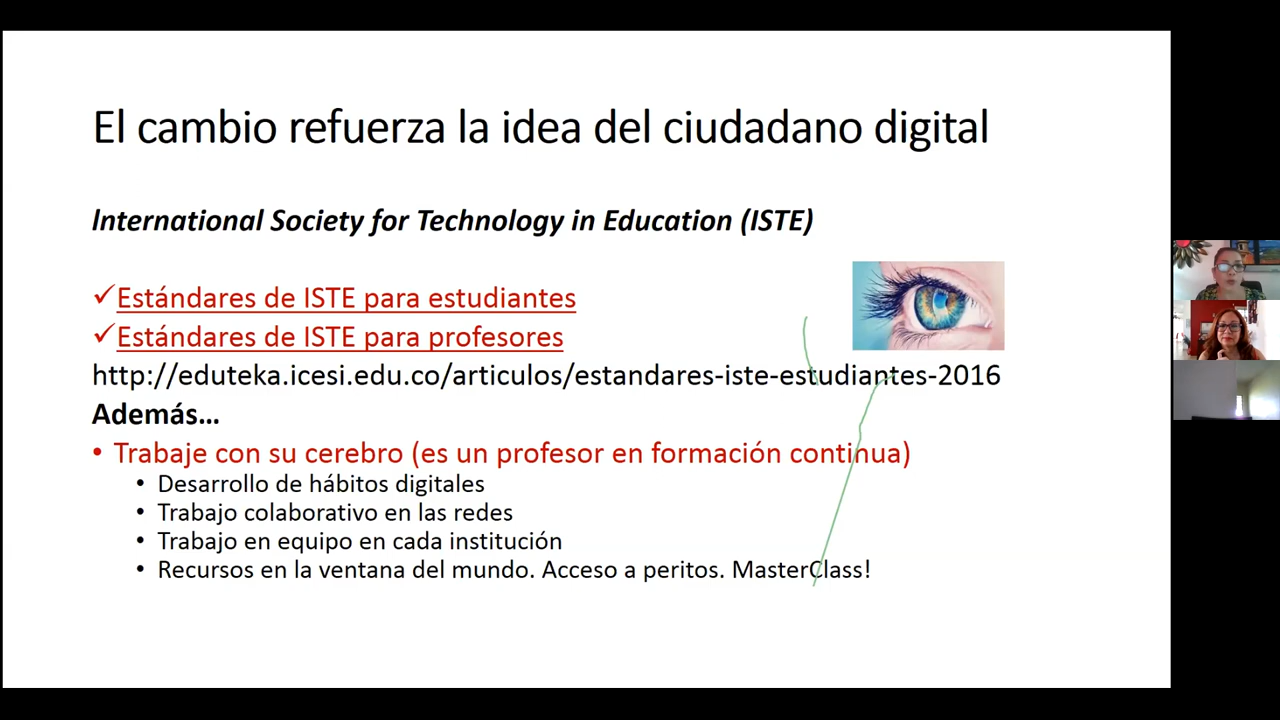 El cambio refuerza la idea del ciudadano digital
International Society for Technology in Education (ISTE)
✓Estándares de ISTE para estudiantes
✓Estándares de ISTE para profesores
http://eduteka.icesi.edu.co/articulos/estandares-iste-estudiantes-2016
Además…
• Trabaje con su cerebro (es un profesor en formación continua)
• Desarrollo de hábitos digitales
• Trabajo colaborativo en las redes
• Trabajo en equipo en cada institución
• Recursos en la ventana del mundo. Acceso a peritos. MasterClass!